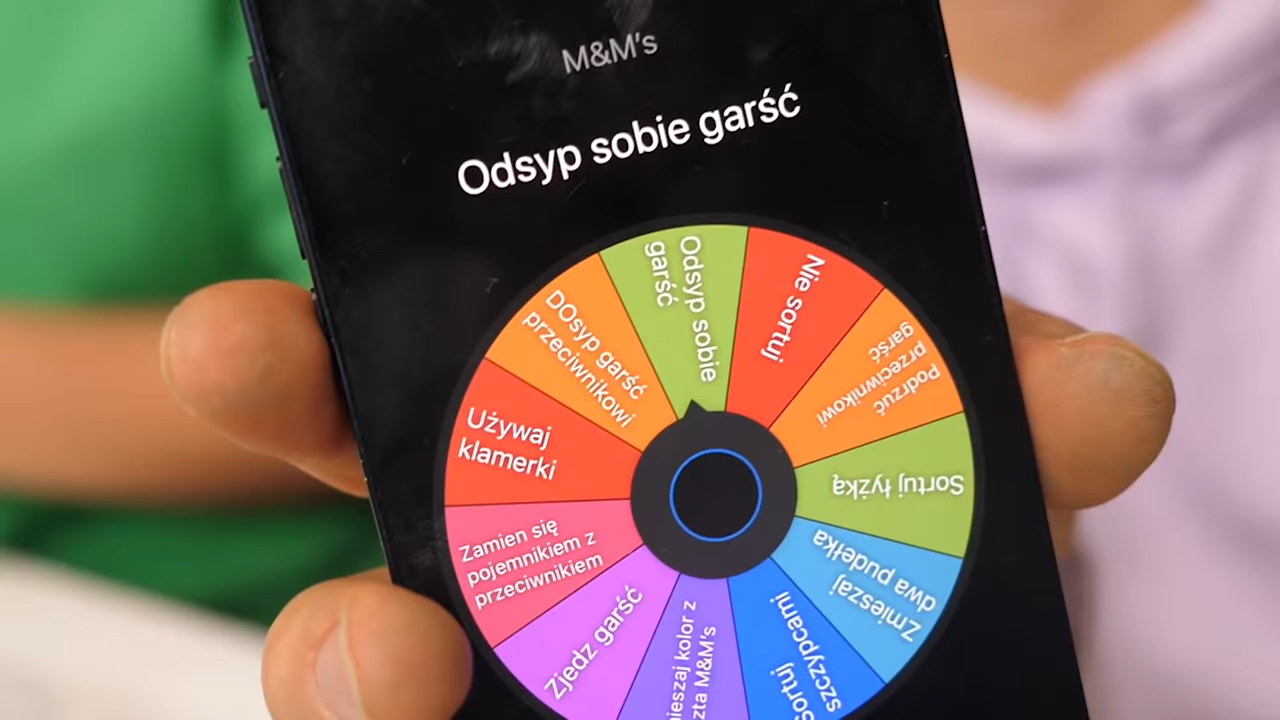 M&M's
Odsyp sobie garść
Odsyp sobie
garść
Nie sortuj
Podrzuć
przeciwnikowi
garść
Sortuj łyżką
Zmieszaj
dwa pudełka
Sortuj
szczypcami
kolor z
M&M's
Zjedz garść
Zamien się
pojemnikiem z
przeciwnikiem
Używaj
klamerki
DOsyp garść
przeciwnikowi